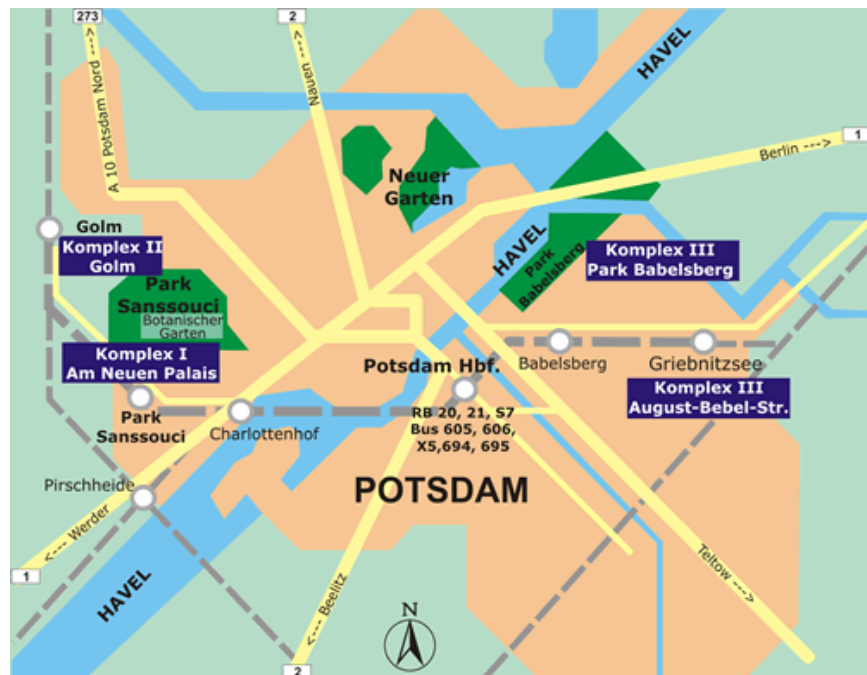 273
2
HAVEL
A 10 Potsdam Nord --->
Nauen --->
1
Berlin --->
Neuer
Garten
Golm
Komplex II
Golm
HAVEL
Park
Babelsberg
Komplex III
Park Babelsberg
Park
Sanssouci
Botanischer
Garten
Komplex I
Am Neuen Palais
Potsdam Hbf.
Babelsberg
Griebnitzsee
Komplex III
August-Bebel-Str.
Park
Sanssouci
Charlottenhof
RB 20, 21, S7
Bus 605, 606,
X5,694, 695
Pirschheide
POTSDAM
<--- Werder
1
HAVEL
<--- Beelitz
2
Teltow --->
N